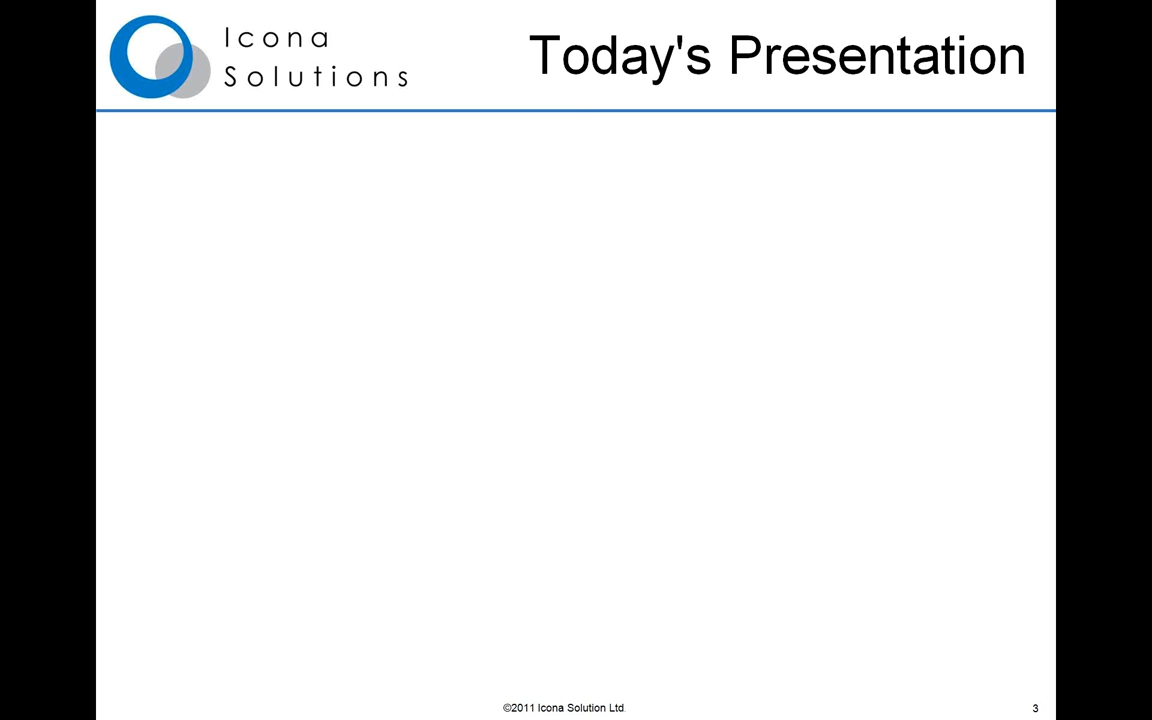 Icona
Solutions
Today's Presentation
©2011 Icona Solution Ltd.
3